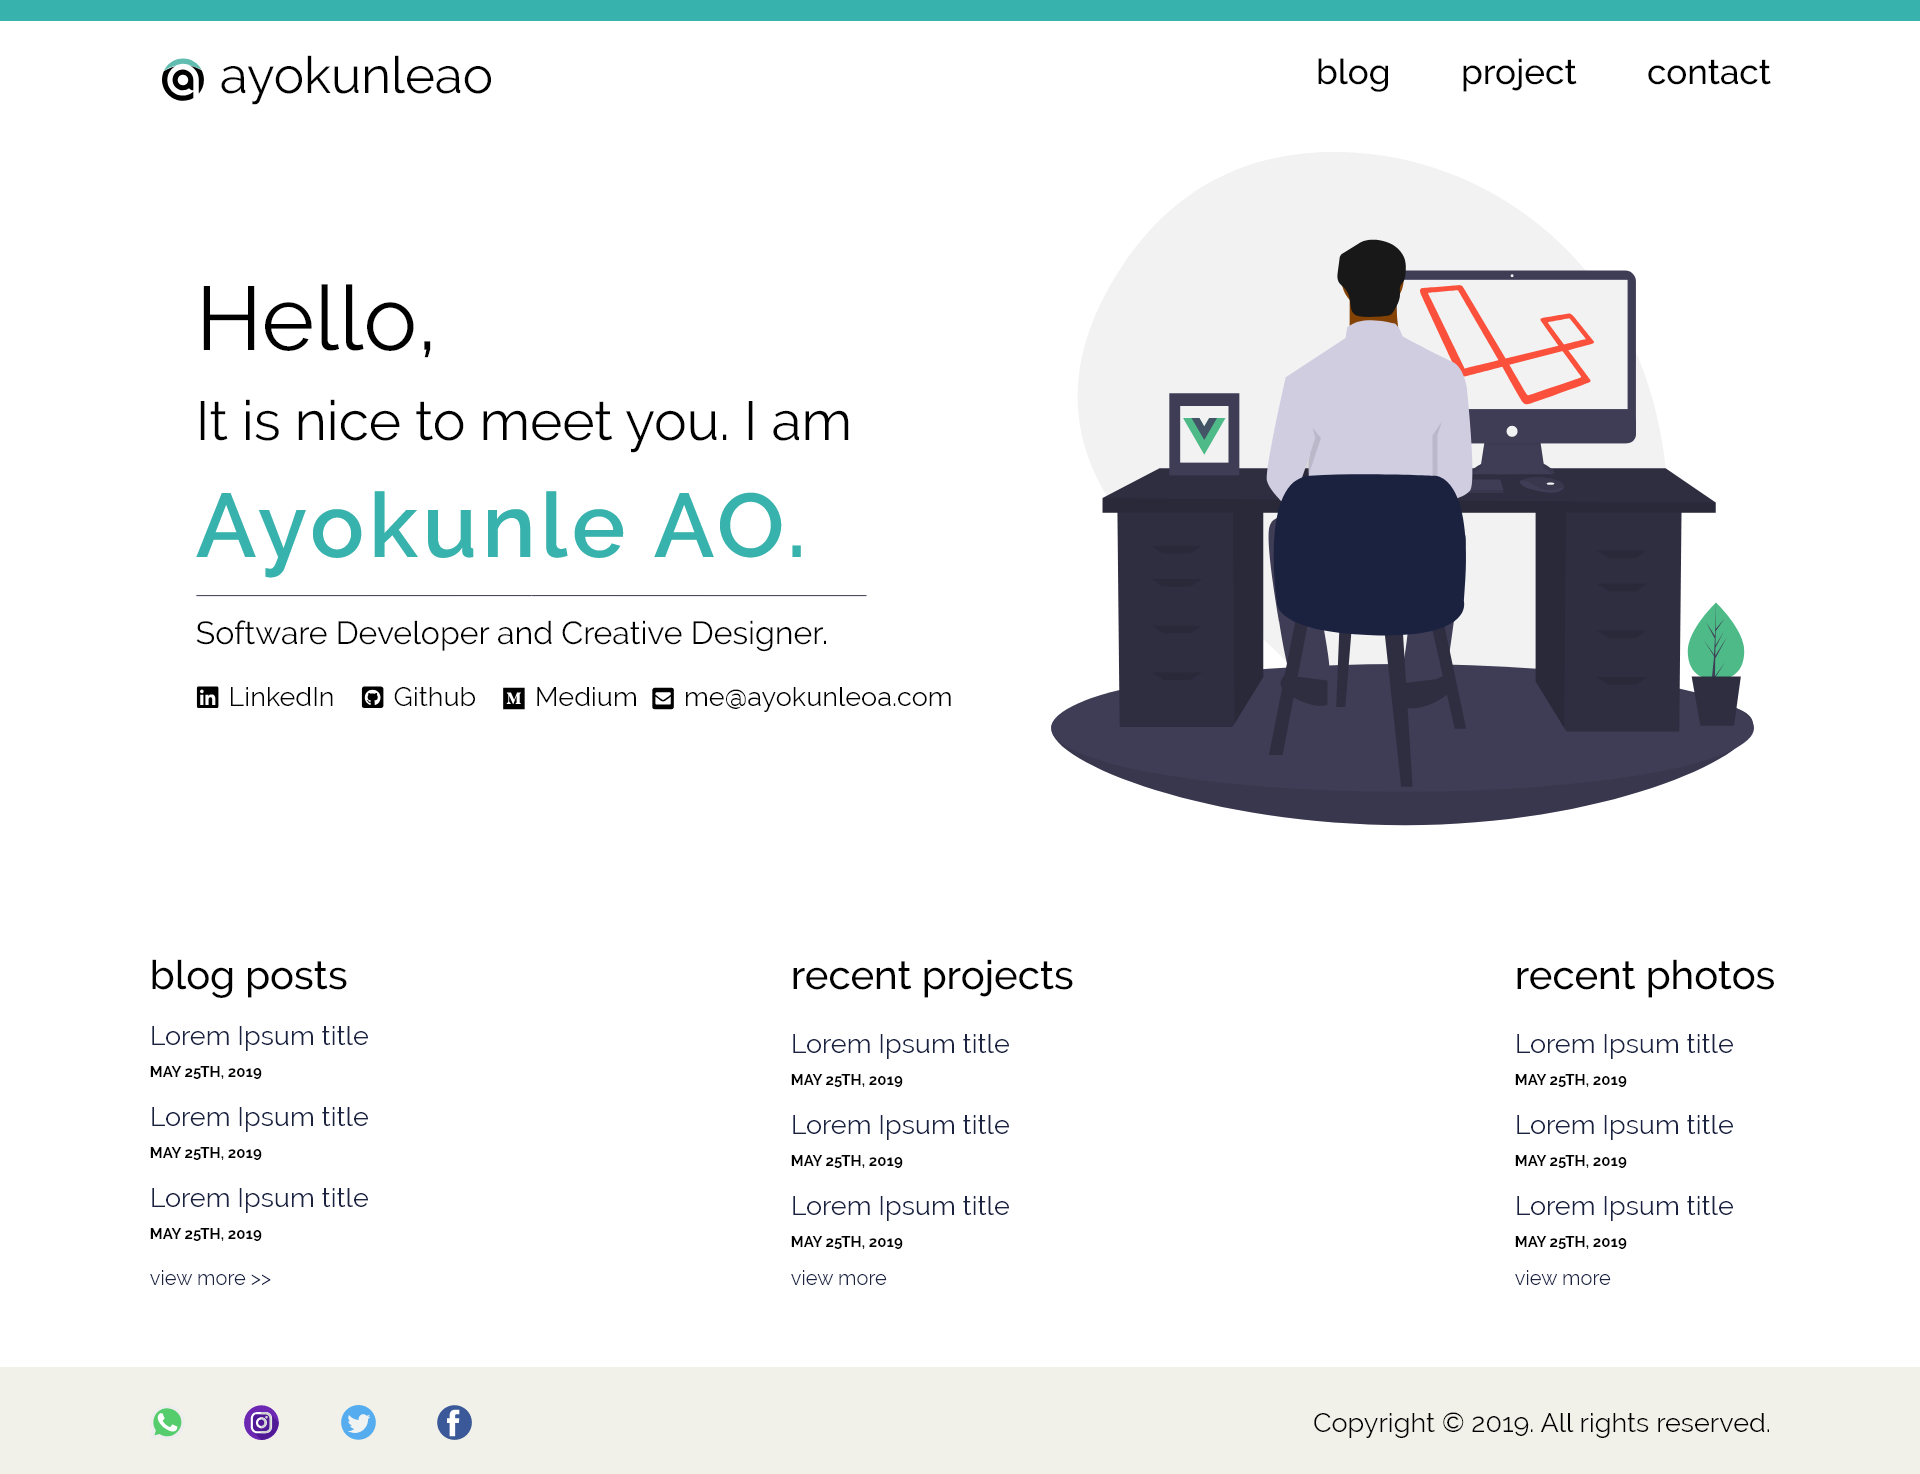 ayokunleao
blog project contact
Hello,
It is nice to meet you. I am
Ayokunle AO.
Software Developer and Creative Designer.
LinkedIn Github Medium me@ayokunleoa.com
blog posts
Lorem Ipsum title
MAY 25TH, 2019
Lorem Ipsum title
MAY 25TH, 2019
Lorem Ipsum title
MAY 25TH, 2019
view more >>
recent projects
Lorem Ipsum title
MAY 25TH, 2019
Lorem Ipsum title
MAY 25TH, 2019
Lorem Ipsum title
MAY 25TH, 2019
view more
recent photos
Lorem Ipsum title
MAY 25TH, 2019
Lorem Ipsum title
MAY 25TH, 2019
Lorem Ipsum title
MAY 25TH, 2019
view more
Copyright © 2019. All rights reserved.